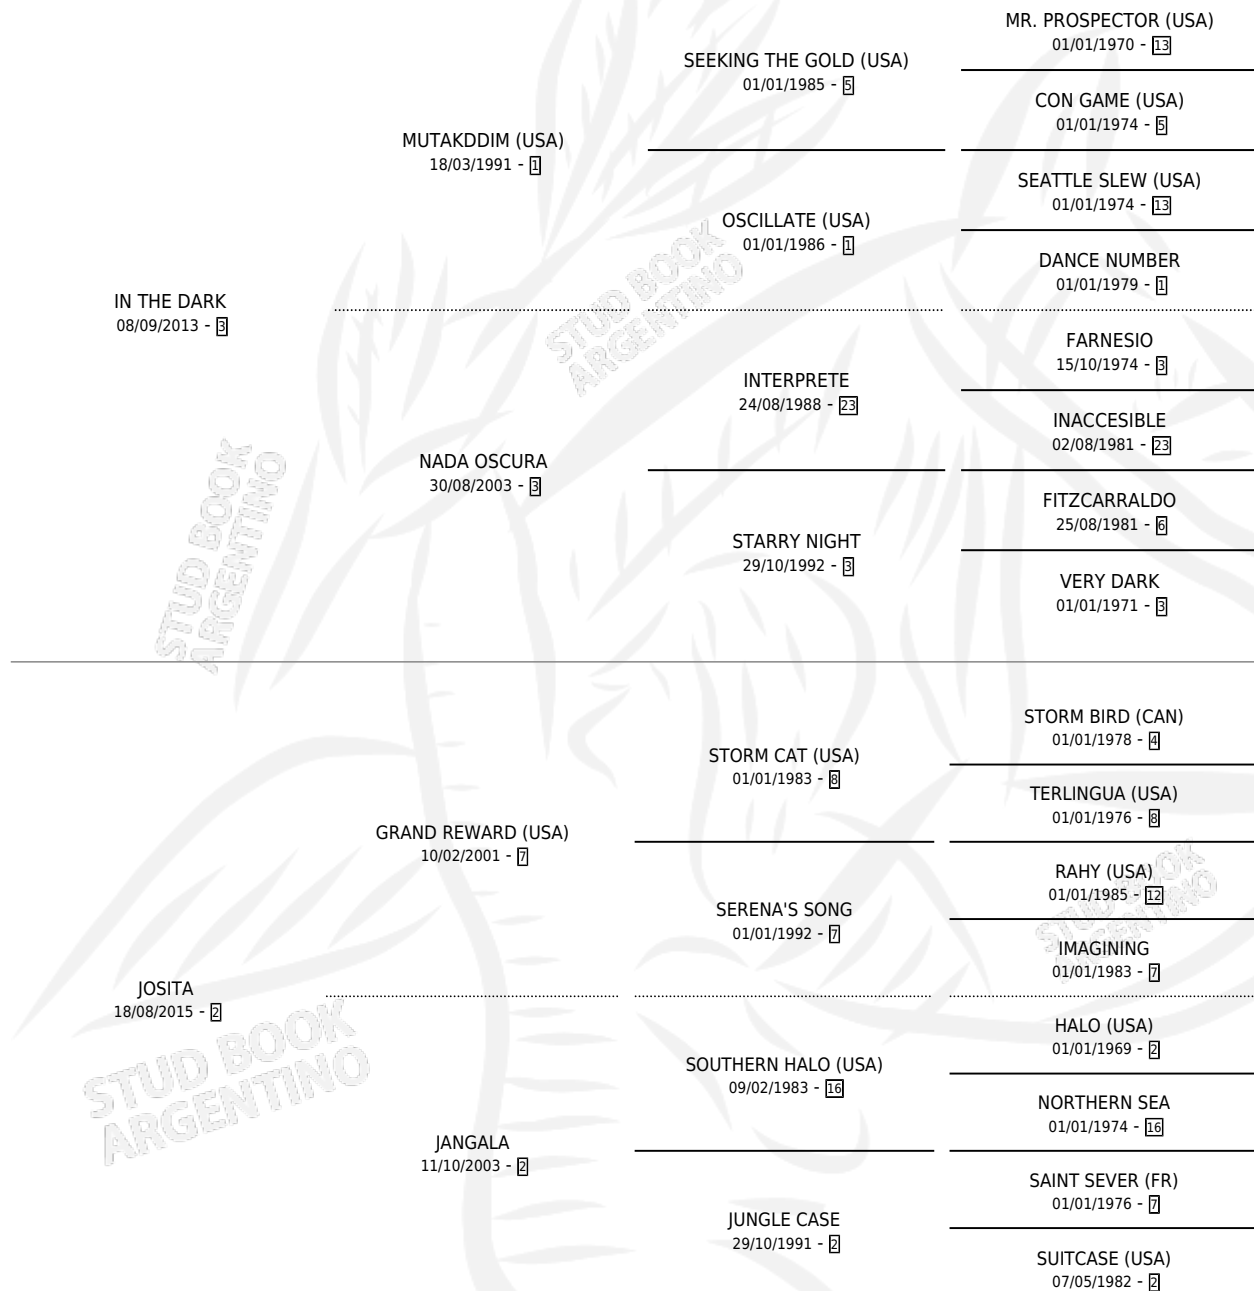 IN THE DARK
08/09/2013 - 3
MUTAKDDIM (USA)
18/03/1991 - 1
SEEKING THE GOLD (USA)
01/01/1985 - 5
MR. PROSPECTOR (USA)
01/01/1970 - 13
CON GAME (USA)
01/01/1974 - 5
OSCILLATE (USA)
01/01/1986 - 1
SEATTLE SLEW (USA)
01/01/1974 - 13
DANCE NUMBER
01/01/1979 - 1
NADA OSCURA
30/08/2003 - 3
INTERPRETE
24/08/1988 - 23
FARNESIO
15/10/1974 - 3
INACCESIBLE
02/08/1981 - 23
STARRY NIGHT
29/10/1992 - 3
FITZCARRALDO
25/08/1981 - 6
VERY DARK
01/01/1971 - 3
JOSITA
18/08/2015 - 2
GRAND REWARD (USA)
10/02/2001 - 7
STORM CAT (USA)
01/01/1983 - 8
STORM BIRD (CAN)
01/01/1978 - 4
TERLINGUA (USA)
01/01/1976 - 8
SERENA'S SONG
01/01/1992 - 7
RAHY (USA)
01/01/1985 - 12
IMAGINING
01/01/1983 - 7
JANGALA
11/10/2003 - 2
SOUTHERN HALO (USA)
09/02/1983 - 16
HALO (USA)
01/01/1969 - 2
NORTHERN SEA
01/01/1974 - 16
JUNGLE CASE
29/10/1991 - 2
SAINT SEVER (FR)
01/01/1976 - 7
SUITCASE (USA)
07/05/1982 - 2
STUD BOOK
ARGENTINO
STUD BOOK
ARGENTINO
STUD BOOK
ARGENTINO
STUD BOOK
ARGENTINO